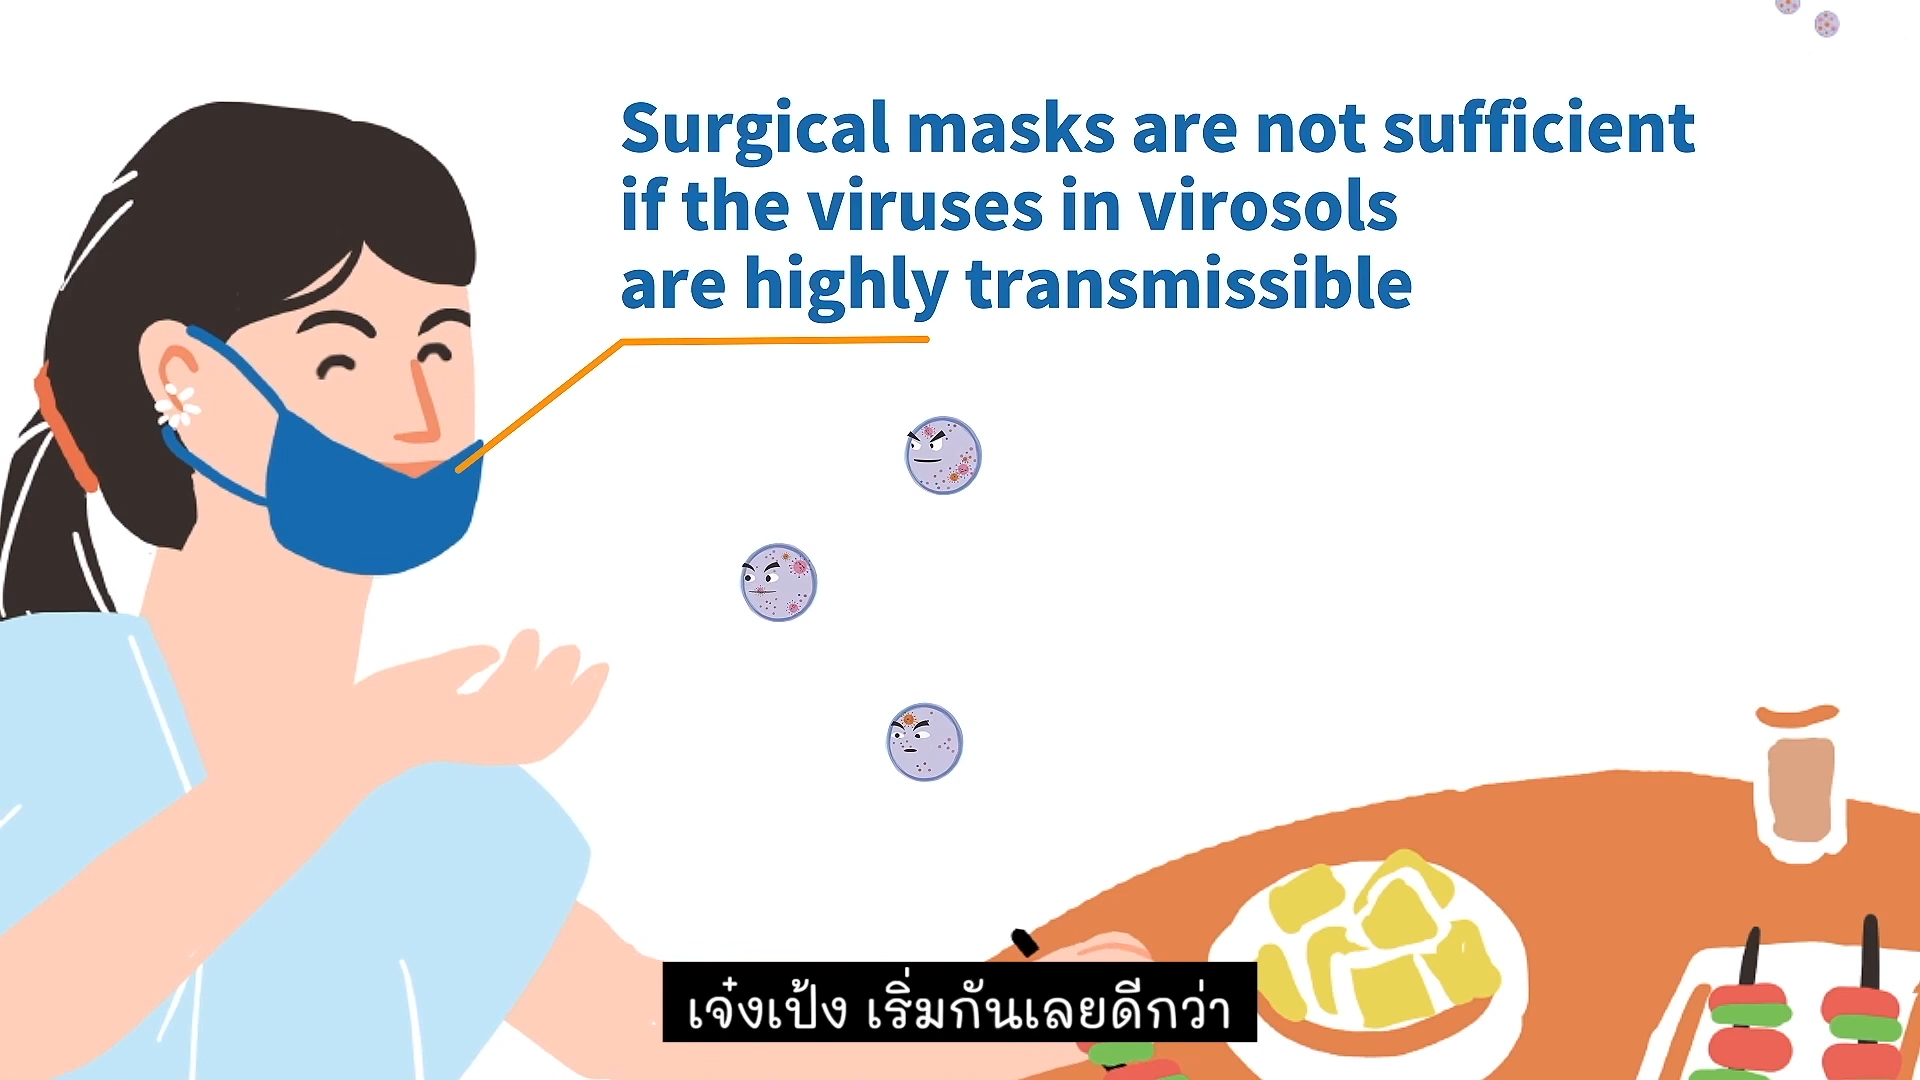 Surgical masks are not sufficient
if the viruses in virosols
are highly transmissible
เจ๋งเป้ง เริ่มกันเลยดีกว่า